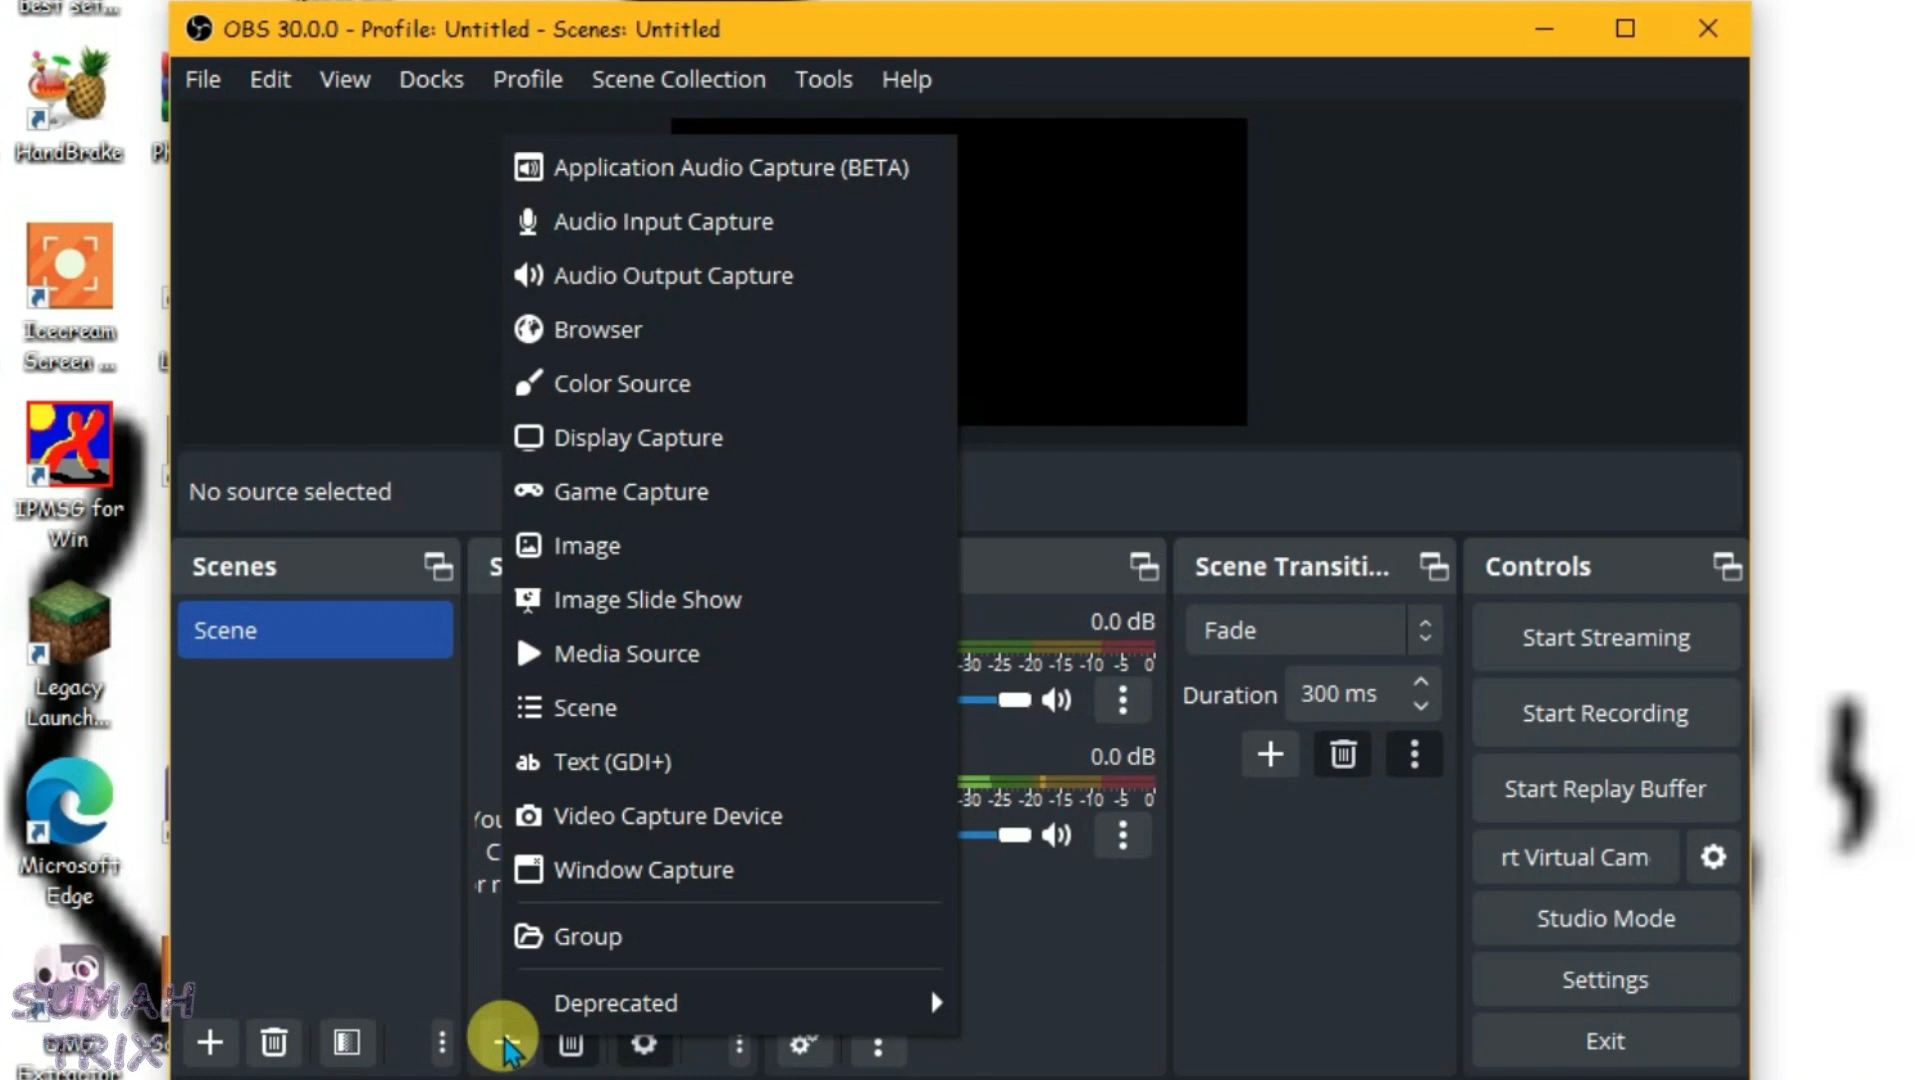 OBS 30.0.0 - Profile: Untitled - Scenes: Untitled
File Edit View Docks Profile Scene Collection Tools Help
HandBrake
Icecream
Screen ...
IPMSG for
Win
Legacy
Launch...
Microsoft
Edge
Application Audio Capture (BETA)
Audio Input Capture
Audio Output Capture
Browser
Color Source
Display Capture
Game Capture
Image
Image Slide Show
Media Source
Scene
Text (GDI+)
Video Capture Device
Window Capture
Group
Deprecated
No source selected
Scenes
Scene
0.0 dB
-30 -25 -20 -15 -10 -5 0
0.0 dB
-30 -25 -20 -15 -10 -5 0
Scene Transiti...
Fade
Duration 300 ms
Controls
Start Streaming
Start Recording
Start Replay Buffer
rt Virtual Cam
Studio Mode
Settings
Exit
SUMAH
TRIX